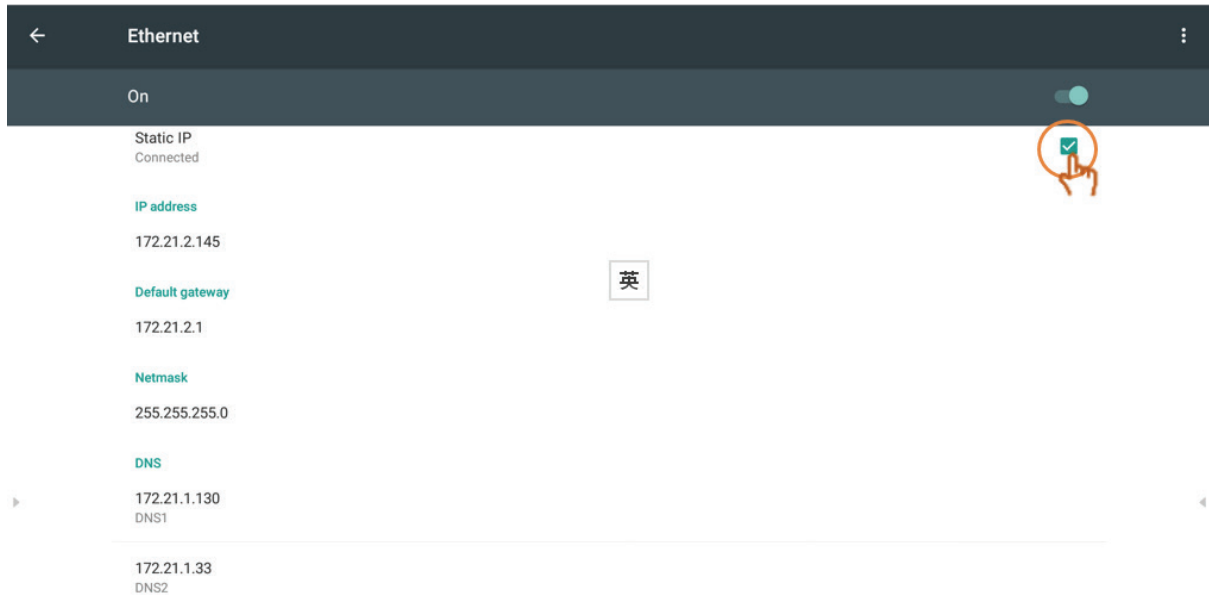 Ethernet
On
Static IP
Connected
IP address
172.21.2.145
英
Default gateway
172.21.2.1
Netmask
255.255.255.0
DNS
172.21.1.130
DNS1
172.21.1.33
DNS2